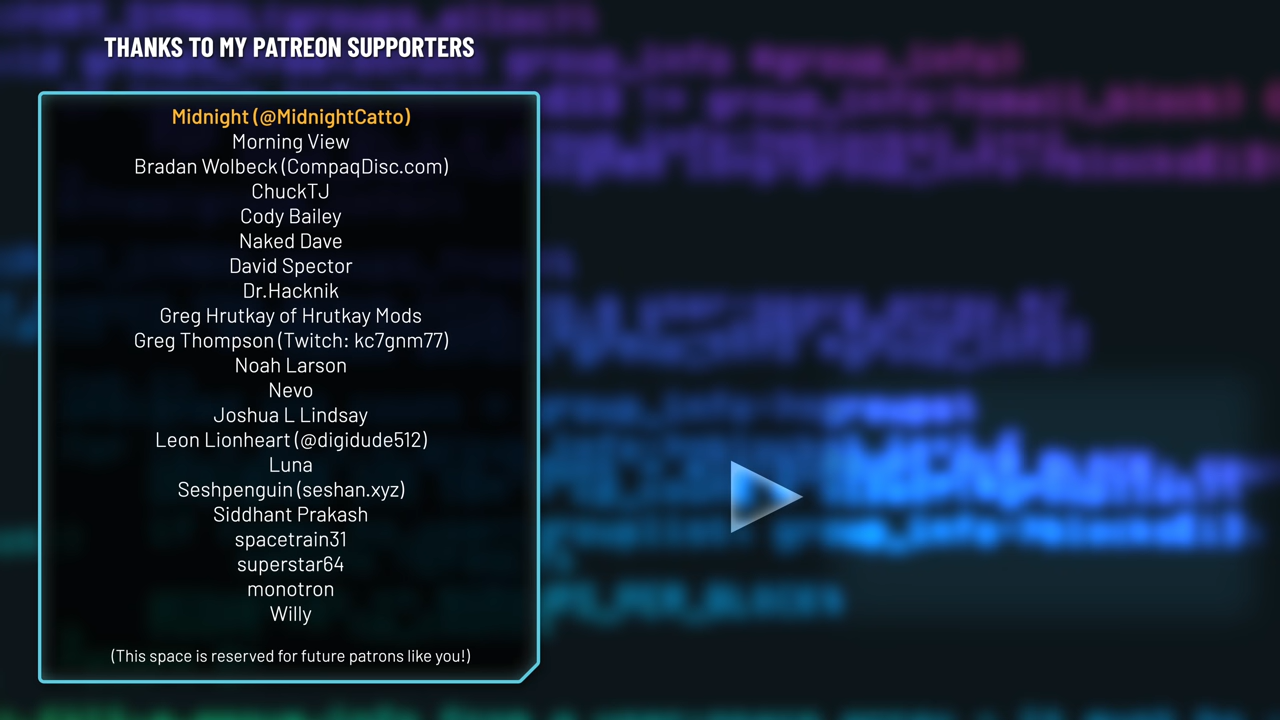 THANKS TO MY PATREON SUPPORTERS
Midnight (@MidnightCatto)
Morning View
Bradan Wolbeck (CompaqDisc.com)
ChuckTJ
Cody Bailey
Naked Dave
David Spector
Dr.Hacknik
Greg Hrutkay of Hrutkay Mods
Greg Thompson (Twitch: kc7gnm77)
Noah Larson
Nevo
Joshua L Lindsay
Leon Lionheart (@digidude512)
Luna
Seshpenguin (seshan.xyz)
Siddhant Prakash
spacetrain31
superstar64
monotron
Willy
(This space is reserved for future patrons like you!)